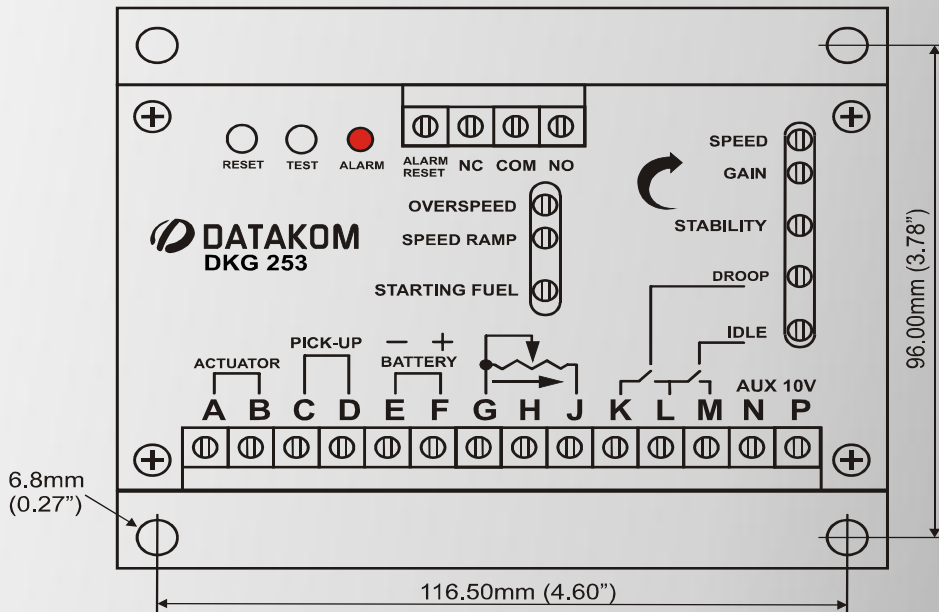 RESET TEST ALARM ALARM RESET NC COM NO
SPEED
GAIN
OVERSPEED
STABILITY
SPEED RAMP
DATAKOM
DKG 253
DROOP
STARTING FUEL
IDLE
PICK-UP − + BATTERY
ACTUATOR
AUX 10V
A B C D E F G H J K L M N P
6.8mm
(0.27”)
96.00mm (3.78”)
116.50mm (4.60”)